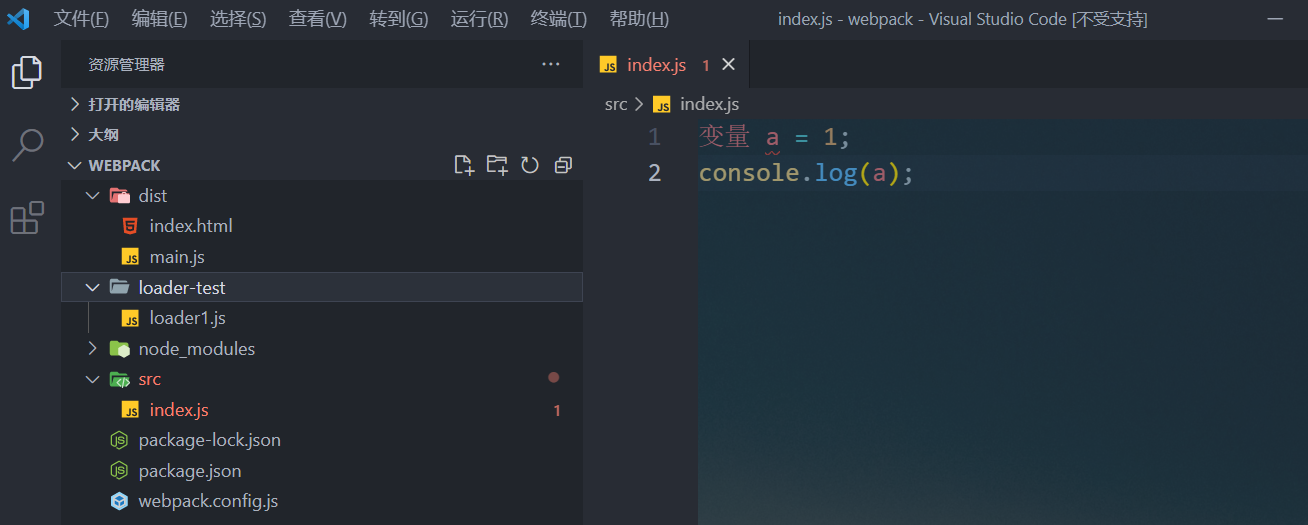 文件(F) 编辑(E) 选择(S) 查看(V) 转到(G) 运行(R) 终端(T) 帮助(H) index.js - webpack - Visual Studio Code [不受支持]
资源管理器
打开的编辑器
大纲
WEBPACK
dist
index.html
main.js
loader-test
loader1.js
node_modules
src
index.js 1
package-lock.json
package.json
webpack.config.js
index.js 1
src index.js
1 变量 a = 1;
2 console.log(a);